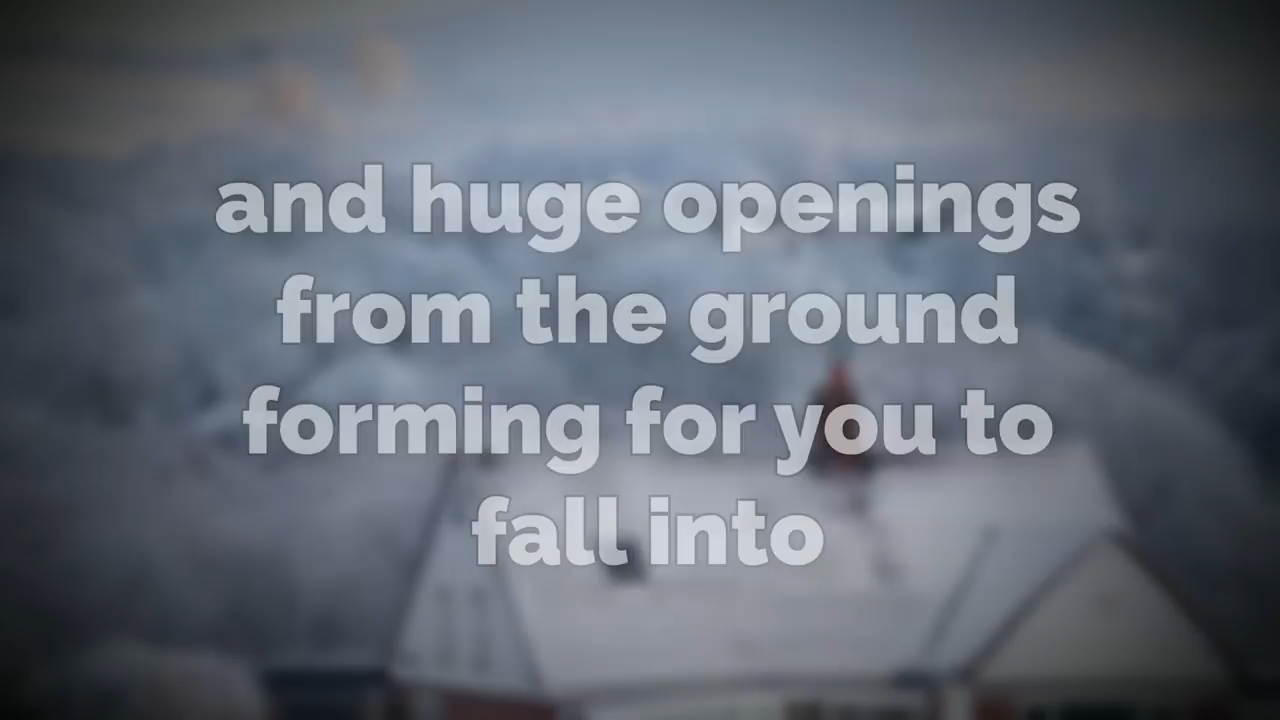 and huge openings
from the ground
forming for you to
fall into